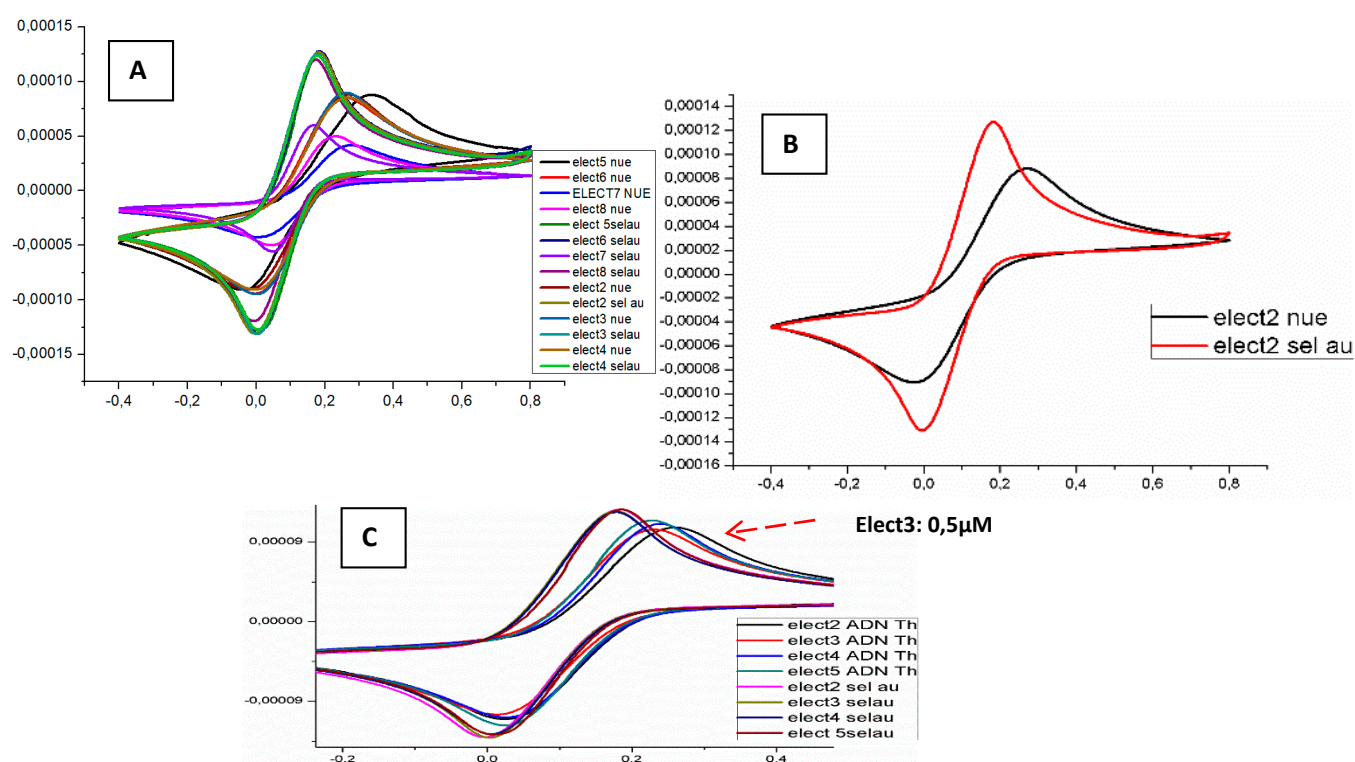 A
0,00015
0,00010
0,00005
0,00000
-0,00005
-0,00010
-0,00015
-0,4
-0,2
0,0
0,2
0,4
0,6
0,8
elect5 nue
elect6 nue
ELECT7 NUE
elect8 nue
elect 5selau
elect6 selau
elect7 selau
elect8 selau
elect2 nue
elect2 sel au
elect3 nue
elect3 selau
elect4 nue
elect4 selau
B
0,00014
0,00012
0,00010
0,00008
0,00006
0,00004
0,00002
0,00000
-0,00002
-0,00004
-0,00006
-0,00008
-0,00010
-0,00012
-0,00014
-0,00016
-0,4
-0,2
0,0
0,2
0,4
0,6
0,8
elect2 nue
elect2 sel au
C
Elect3: 0,5µM
0,00009
0,00000
-0,00009
-0,2
0,0
0,2
0,4
elect2 ADN Th
elect3 ADN Th
elect4 ADN Th
elect5 ADN Th
elect2 sel au
elect3 selau
elect4 selau
elect 5selau